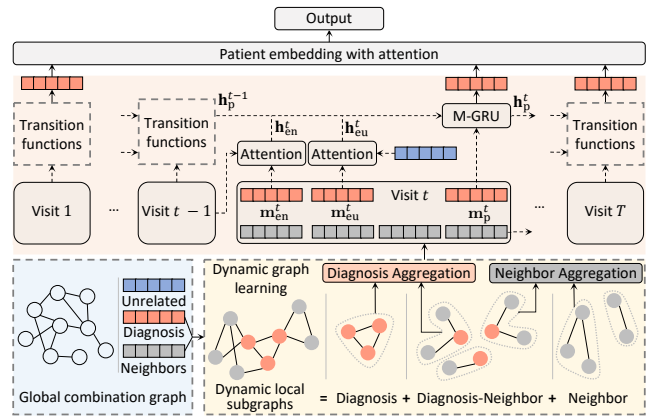 Output
Patient embedding with attention
h_p^{t−1}
h_en^t
h_eu^t
M-GRU
h_p^t
Transition functions
Transition functions
Transition functions
Attention
Attention
Visit 1
...
Visit t − 1
Visit t
m_en^t
m_eu^t
m_p^t
...
Visit T
Unrelated
Diagnosis
Neighbors
Global combination graph
Dynamic graph
learning
Diagnosis Aggregation
Neighbor Aggregation
Dynamic local
subgraphs
= Diagnosis + Diagnosis-Neighbor + Neighbor